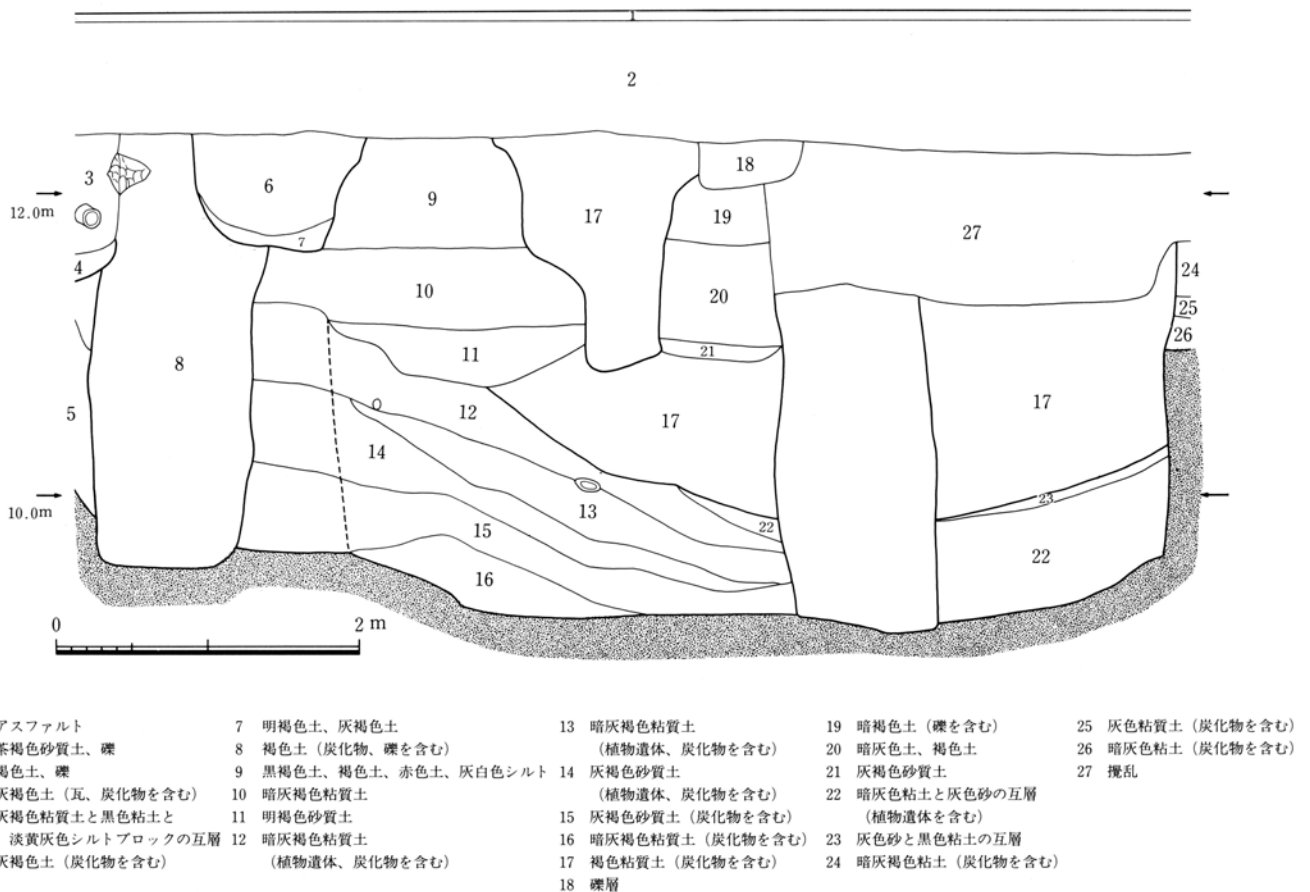 1
2
3
6
18
12.0m
9
17
19
27
7
4
24
10
20
25
26
11
21
8
5
12
17
17
14
10.0m
23
13
22
15
22
16
0
2 m
アスファルト
茶褐色砂質土、礫
褐色土、礫
灰褐色土（瓦、炭化物を含む）
灰褐色粘質土と黒色粘土と
淡黄灰色シルトブロックの互層
灰褐色土（炭化物を含む）
7 明褐色土、灰褐色土
8 褐色土（炭化物、礫を含む）
9 黒褐色土、褐色土、赤色土、灰白色シルト
10 暗灰褐色粘質土
11 明褐色砂質土
12 暗灰褐色粘質土
（植物遺体、炭化物を含む）
13 暗灰褐色粘質土
（植物遺体、炭化物を含む）
14 灰褐色砂質土
（植物遺体、炭化物を含む）
15 灰褐色砂質土（炭化物を含む）
16 暗灰褐色粘質土（炭化物を含む）
17 褐色粘質土（炭化物を含む）
18 礫層
19 暗褐色土（礫を含む）
20 暗灰色土、褐色土
21 灰褐色砂質土
22 暗灰色粘土と灰色砂の互層
（植物遺体を含む）
23 灰色砂と黒色粘土の互層
24 暗灰褐色粘土（炭化物を含む）
25 灰色粘質土（炭化物を含む）
26 暗灰色粘土（炭化物を含む）
27 攪乱